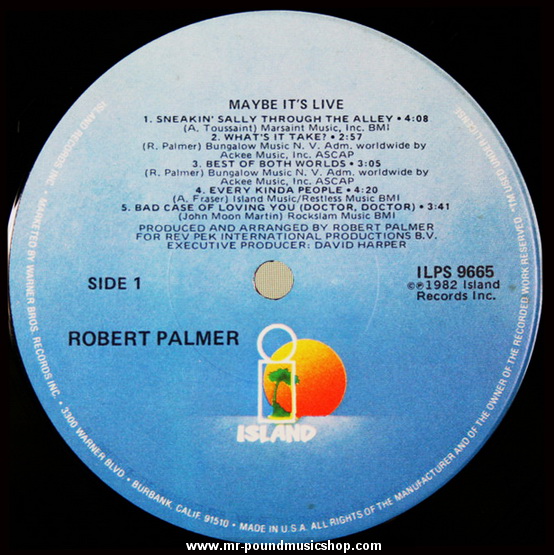 MAYBE IT'S LIVE
1. SNEAKIN' SALLY THROUGH THE ALLEY • 4:08
(A. Toussaint) Marsaint Music, Inc. BMI
2. WHAT'S IT TAKE? • 2:57
(R. Palmer) Bungalow Music N. V. Adm. worldwide by
Ackee Music, Inc. ASCAP
3. BEST OF BOTH WORLDS • 3:05
(R. Palmer) Bungalow Music N. V. Adm. worldwide by
Ackee Music, Inc. ASCAP
4. EVERY KINDA PEOPLE • 4:20
(A. Fraser) Island Music/Restless Music BMI
5. BAD CASE OF LOVING YOU (DOCTOR, DOCTOR) • 3:41
(John Moon Martin) Rockslam Music BMI
PRODUCED AND ARRANGED BY ROBERT PALMER
FOR REV PEK INTERNATIONAL PRODUCTIONS B.V.
EXECUTIVE PRODUCER: DAVID HARPER
SIDE 1
ILPS 9665
©℗1982 Island
Records Inc.
ROBERT PALMER
i
ISLAND
ISLAND RECORDS INC. MARKETED BY WARNER BROS. RECORDS INC. • 3300 WARNER BLVD • BURBANK, CALIF. 91510 • MADE IN U.S.A. ALL RIGHTS OF THE MANUFACTURER AND OF THE OWNER OF THE RECORDED WORK RESERVED. TM.USED UNDER LICENSE
www.mr-poundmusicshop.com